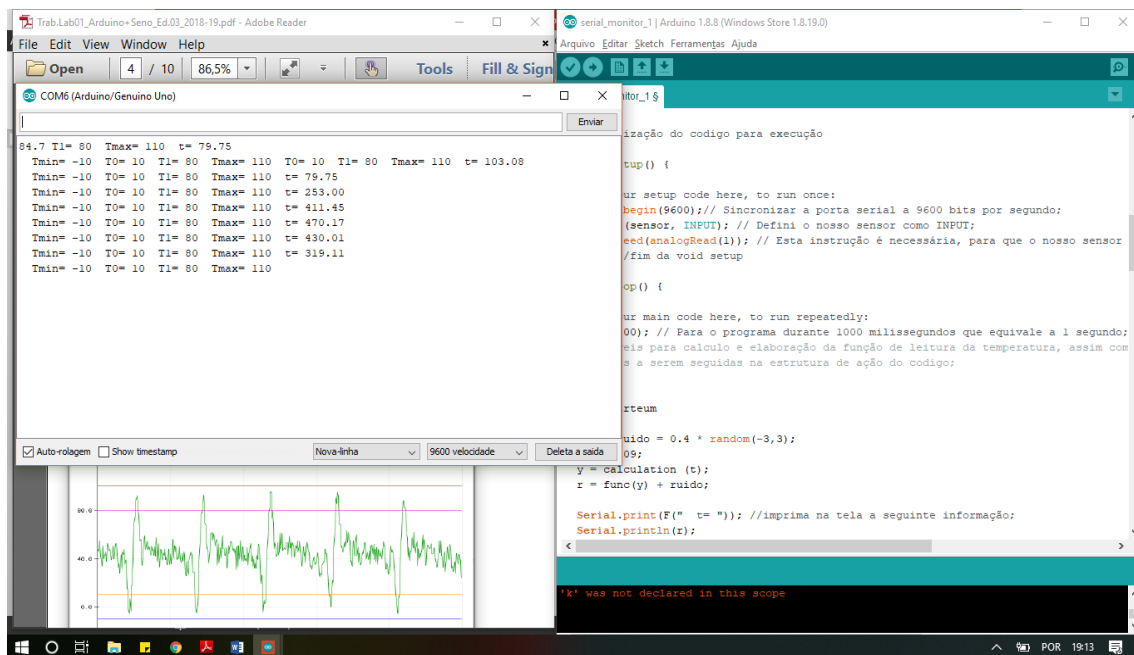 Trab.Lab01_Arduino+Seno_Ed.03_2018-19.pdf - Adobe Reader
File Edit View Window Help
Open 4 / 10 86,5% Tools Fill & Sign
COM6 (Arduino/Genuino Uno)
Enviar
84.7 T1= 80 Tmax= 110 t= 79.75
Tmin= -10 T0= 10 T1= 80 Tmax= 110 T0= 10 T1= 80 Tmax= 110 t= 103.08
Tmin= -10 T0= 10 T1= 80 Tmax= 110 t= 79.75
Tmin= -10 T0= 10 T1= 80 Tmax= 110 t= 253.00
Tmin= -10 T0= 10 T1= 80 Tmax= 110 t= 411.45
Tmin= -10 T0= 10 T1= 80 Tmax= 110 t= 470.17
Tmin= -10 T0= 10 T1= 80 Tmax= 110 t= 430.01
Tmin= -10 T0= 10 T1= 80 Tmax= 110 t= 319.11
Tmin= -10 T0= 10 T1= 80 Tmax= 110
Auto-rolagem Show timestamp Nova-linha 9600 velocidade Deleta a saida
80.0
40.0
0.0
serial_monitor_1 | Arduino 1.8.8 (Windows Store 1.8.19.0)
Arquivo Editar Sketch Ferramentas Ajuda
nitor_1 §
ização do codigo para execução
tup() {
ur setup code here, to run once:
begin(9600);// Sincronizar a porta serial a 9600 bits por segundo;
(sensor, INPUT); // Defini o nosso sensor como INPUT;
eed(analogRead(1)); // Esta instrução é necessária, para que o nosso sensor
/fim da void setup
op() {
ur main code here, to run repeatedly:
00); // Para o programa durante 1000 milissegundos que equivale a 1 segundo;
eis para calculo e elaboração da função de leitura da temperatura, assim com
s a serem seguidas na estrutura de ação do codigo;
rteum
uido = 0.4 * random(-3,3);
09;
y = calculation (t);
r = func(y) + ruido;
Serial.print(F(" t= ")); //imprima na tela a seguinte informação;
Serial.println(r);
'k' was not declared in this scope
POR 19:13